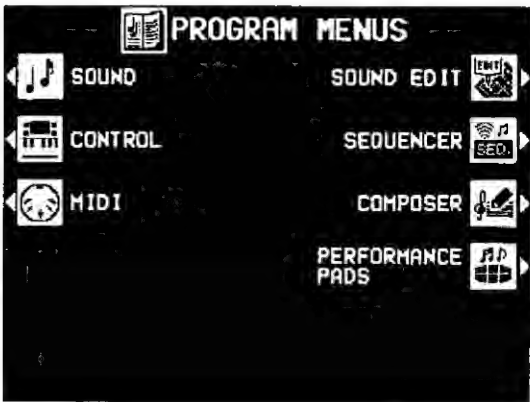 PROGRAM MENUS
SOUND
SOUND EDIT
EDIT
CONTROL
SEQUENCER
SEQ.
MIDI
COMPOSER
PERFORMANCE
PADS